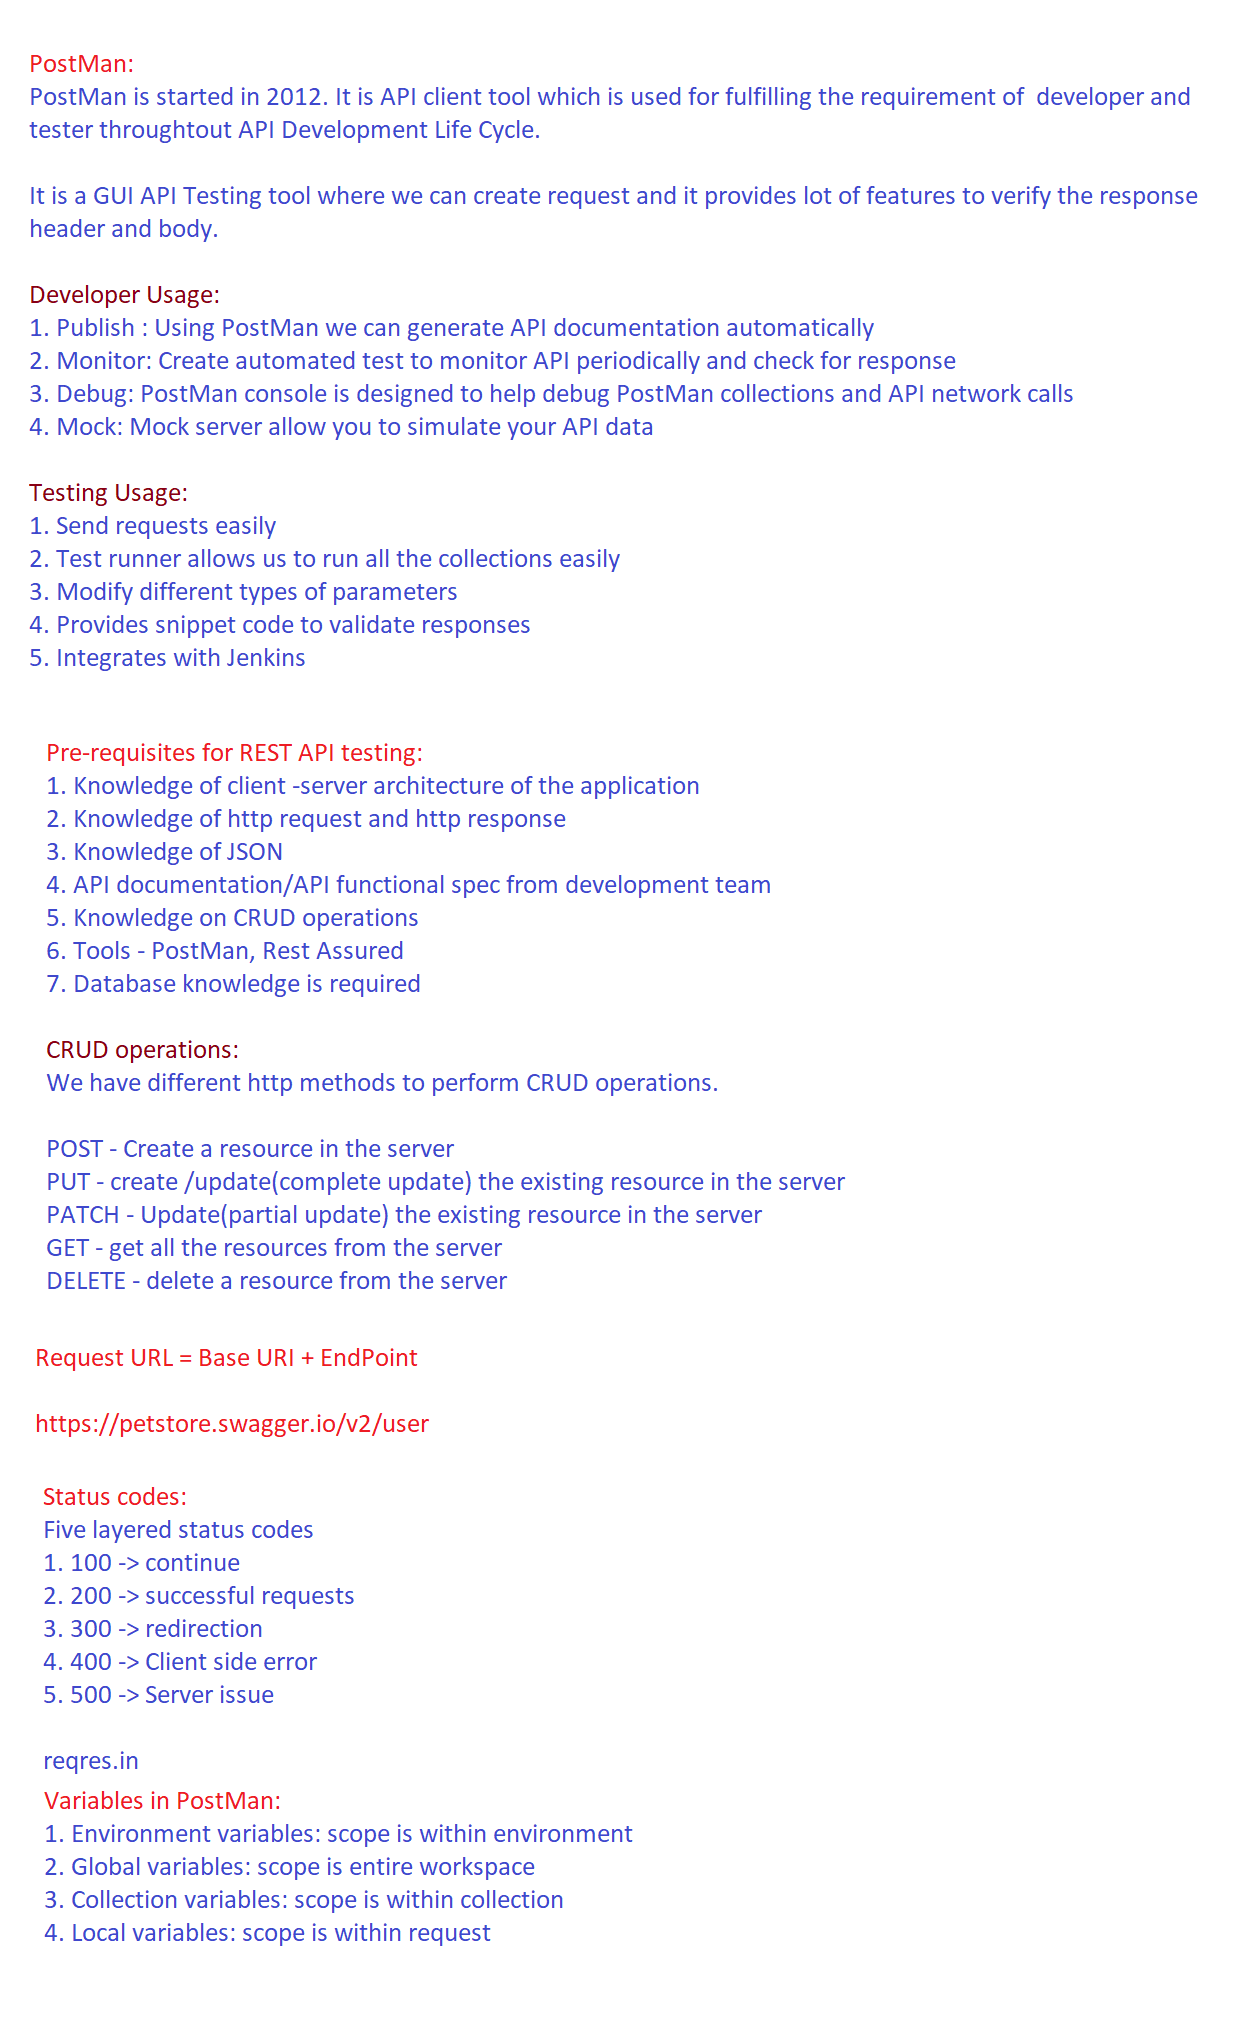 PostMan:
PostMan is started in 2012. It is API client tool which is used for fulfilling the requirement of  developer and
tester throughtout API Development Life Cycle.
It is a GUI API Testing tool where we can create request and it provides lot of features to verify the response
header and body.
Developer Usage:
1. Publish : Using PostMan we can generate API documentation automatically
2. Monitor: Create automated test to monitor API periodically and check for response
3. Debug: PostMan console is designed to help debug PostMan collections and API network calls
4. Mock: Mock server allow you to simulate your API data
Testing Usage:
1. Send requests easily
2. Test runner allows us to run all the collections easily
3. Modify different types of parameters
4. Provides snippet code to validate responses
5. Integrates with Jenkins
Pre-requisites for REST API testing:
1. Knowledge of client -server architecture of the application
2. Knowledge of http request and http response
3. Knowledge of JSON
4. API documentation/API functional spec from development team
5. Knowledge on CRUD operations
6. Tools - PostMan, Rest Assured
7. Database knowledge is required
CRUD operations:
We have different http methods to perform CRUD operations.
POST - Create a resource in the server
PUT - create /update(complete update) the existing resource in the server
PATCH - Update(partial update) the existing resource in the server
GET - get all the resources from the server
DELETE - delete a resource from the server
Request URL = Base URI + EndPoint
https://petstore.swagger.io/v2/user
Status codes:
Five layered status codes
1. 100 -> continue
2. 200 -> successful requests
3. 300 -> redirection
4. 400 -> Client side error
5. 500 -> Server issue
reqres.in
Variables in PostMan:
1. Environment variables: scope is within environment
2. Global variables: scope is entire workspace
3. Collection variables: scope is within collection
4. Local variables: scope is within request